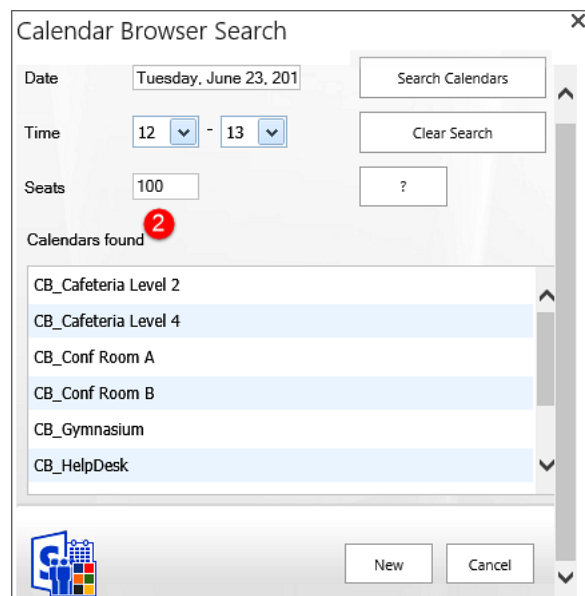 Calendar Browser Search
Date Tuesday, June 23, 201 Search Calendars
Time 12 - 13 Clear Search
Seats 100 ?
2
Calendars found
CB_Cafeteria Level 2
CB_Cafeteria Level 4
CB_Conf Room A
CB_Conf Room B
CB_Gymnasium
CB_HelpDesk
S
New Cancel